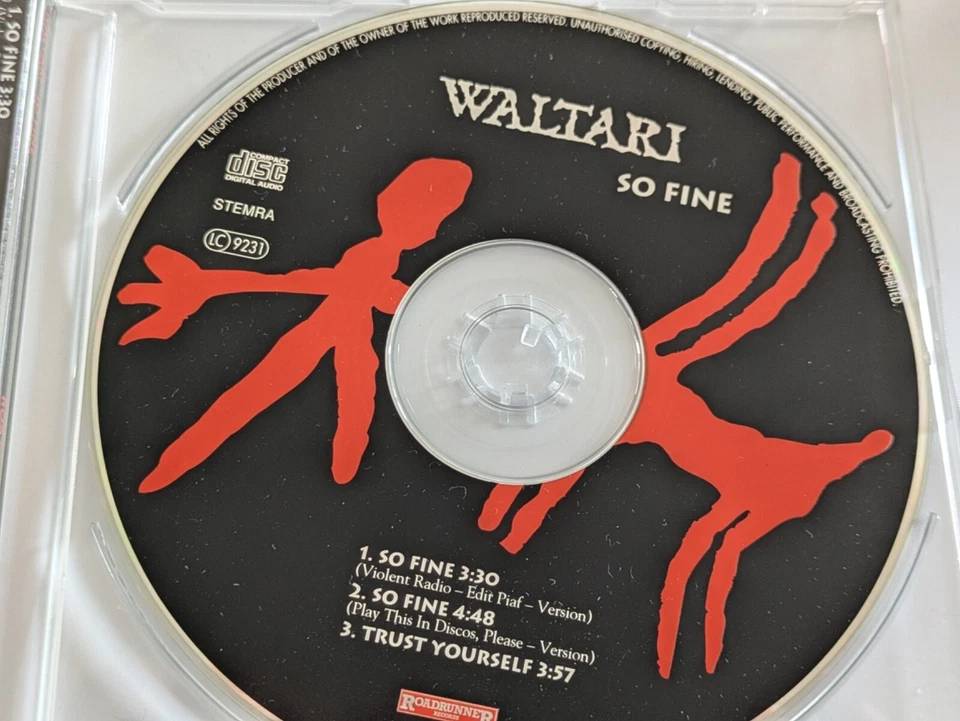 1. SO FINE 3:30
ALL RIGHTS OF THE PRODUCER AND OF THE OWNER OF THE WORK REPRODUCED RESERVED. UNAUTHORISED COPYING, HIRING, LENDING, PUBLIC PERFORMANCE AND BROADCASTING PROHIBITED.
WALTARI
SO FINE
COMPACT
disc
DIGITAL AUDIO
STEMRA
LC 9231
1. SO FINE 3:30
(Violent Radio – Edit Piaf – Version)
2. SO FINE 4:48
(Play This In Discos, Please – Version)
3. TRUST YOURSELF 3:57
ROADRUNNER
RECORDS